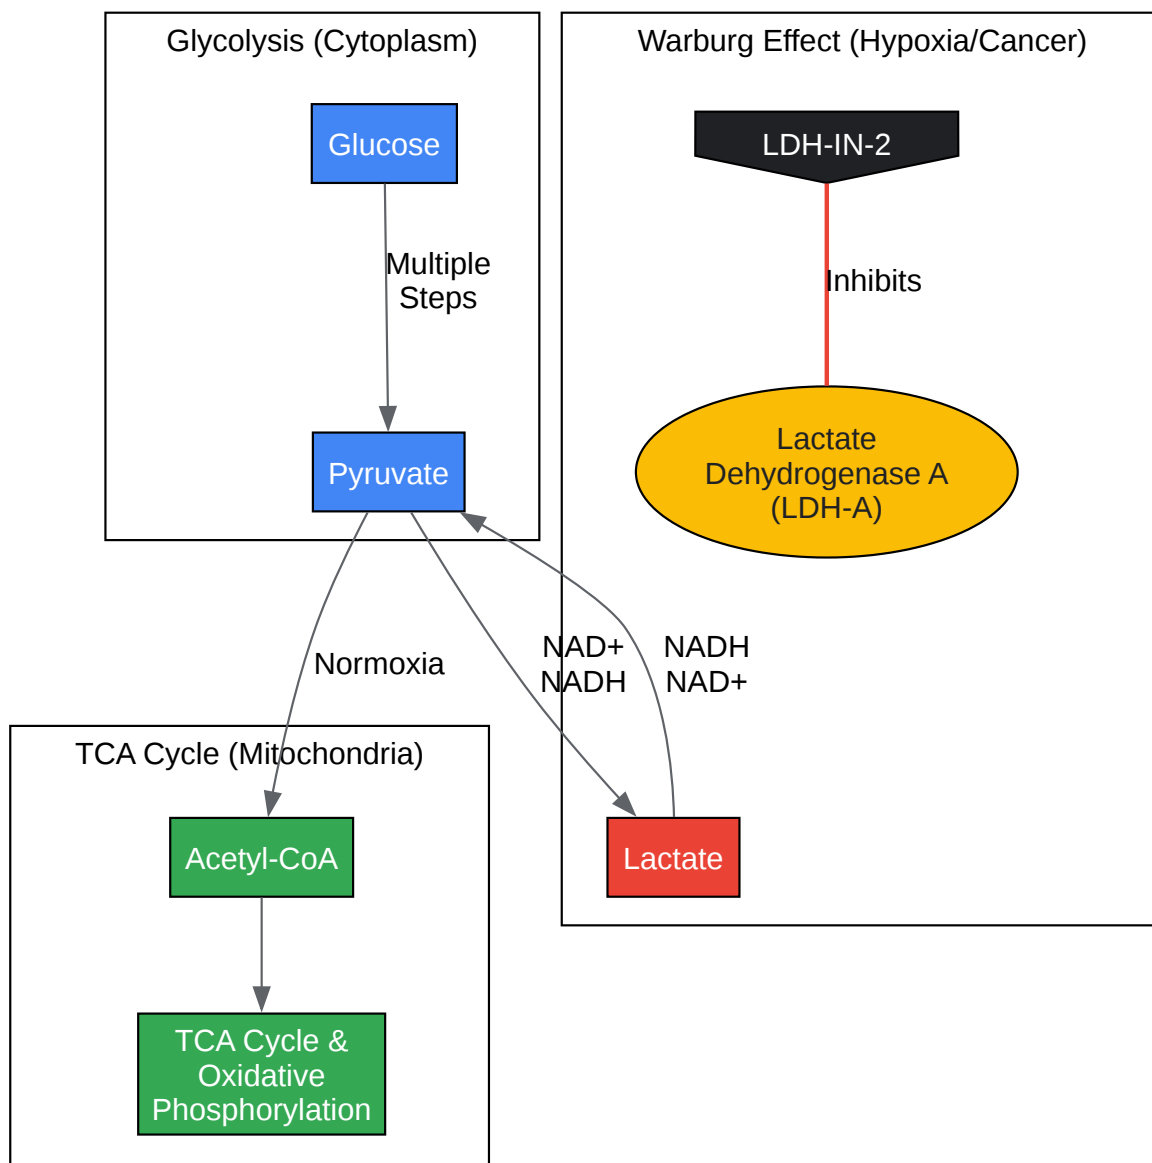 Glycolysis (Cytoplasm)
Glucose
Multiple
Steps
Pyruvate
Warburg Effect (Hypoxia/Cancer)
LDH-IN-2
Inhibits
Lactate
Dehydrogenase A
(LDH-A)
Normoxia
NAD+
NADH
NADH
NAD+
TCA Cycle (Mitochondria)
Acetyl-CoA
Lactate
TCA Cycle &
Oxidative
Phosphorylation